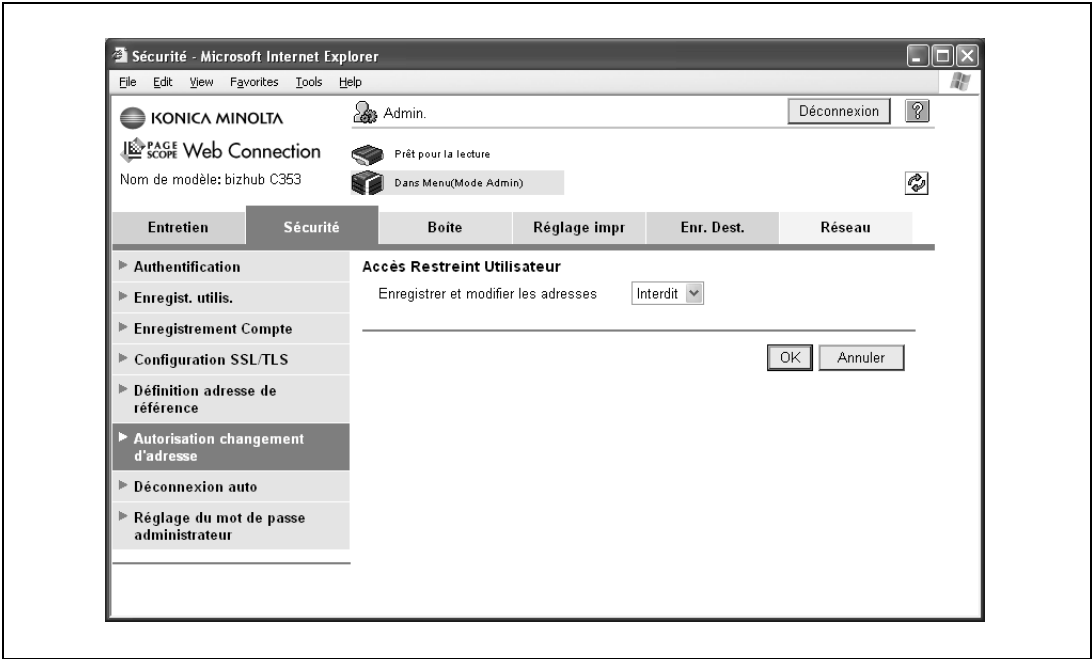 Sécurité - Microsoft Internet Explorer
File Edit View Favorites Tools Help
KONICA MINOLTA
Admin.
Déconnexion
?
PAGE SCOPE Web Connection
Prêt pour la lecture
Nom de modèle: bizhub C353
Dans Menu(Mode Admin)
Entretien Sécurité Boîte Réglage impr Enr. Dest. Réseau
Authentification
Enregist. utilis.
Enregistrement Compte
Configuration SSL/TLS
Définition adresse de
référence
Autorisation changement
d'adresse
Déconnexion auto
Réglage du mot de passe
administrateur
Accès Restreint Utilisateur
Enregistrer et modifier les adresses Interdit
OK Annuler